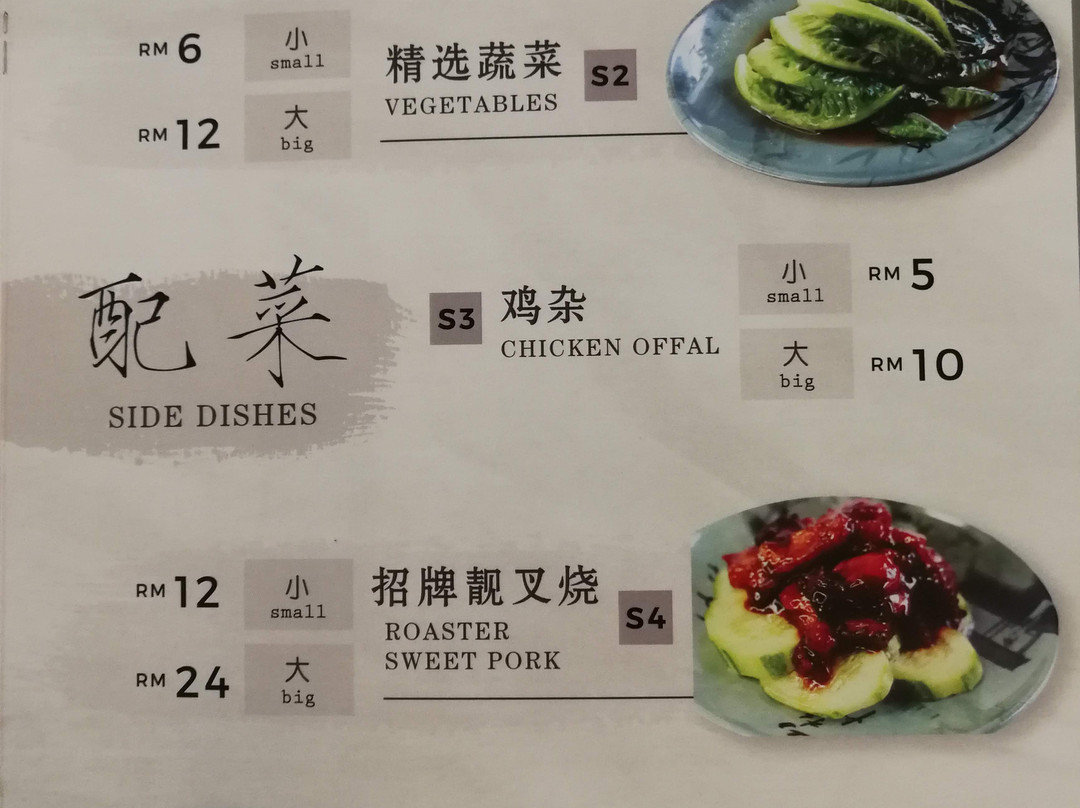 RM 6
小
small
RM 12
大
big
精选蔬菜
VEGETABLES
S2
配菜
SIDE DISHES
S3
鸡杂
CHICKEN OFFAL
小
small
RM 5
大
big
RM 10
RM 12
小
small
RM 24
大
big
招牌靓叉烧
ROASTER
SWEET PORK
S4